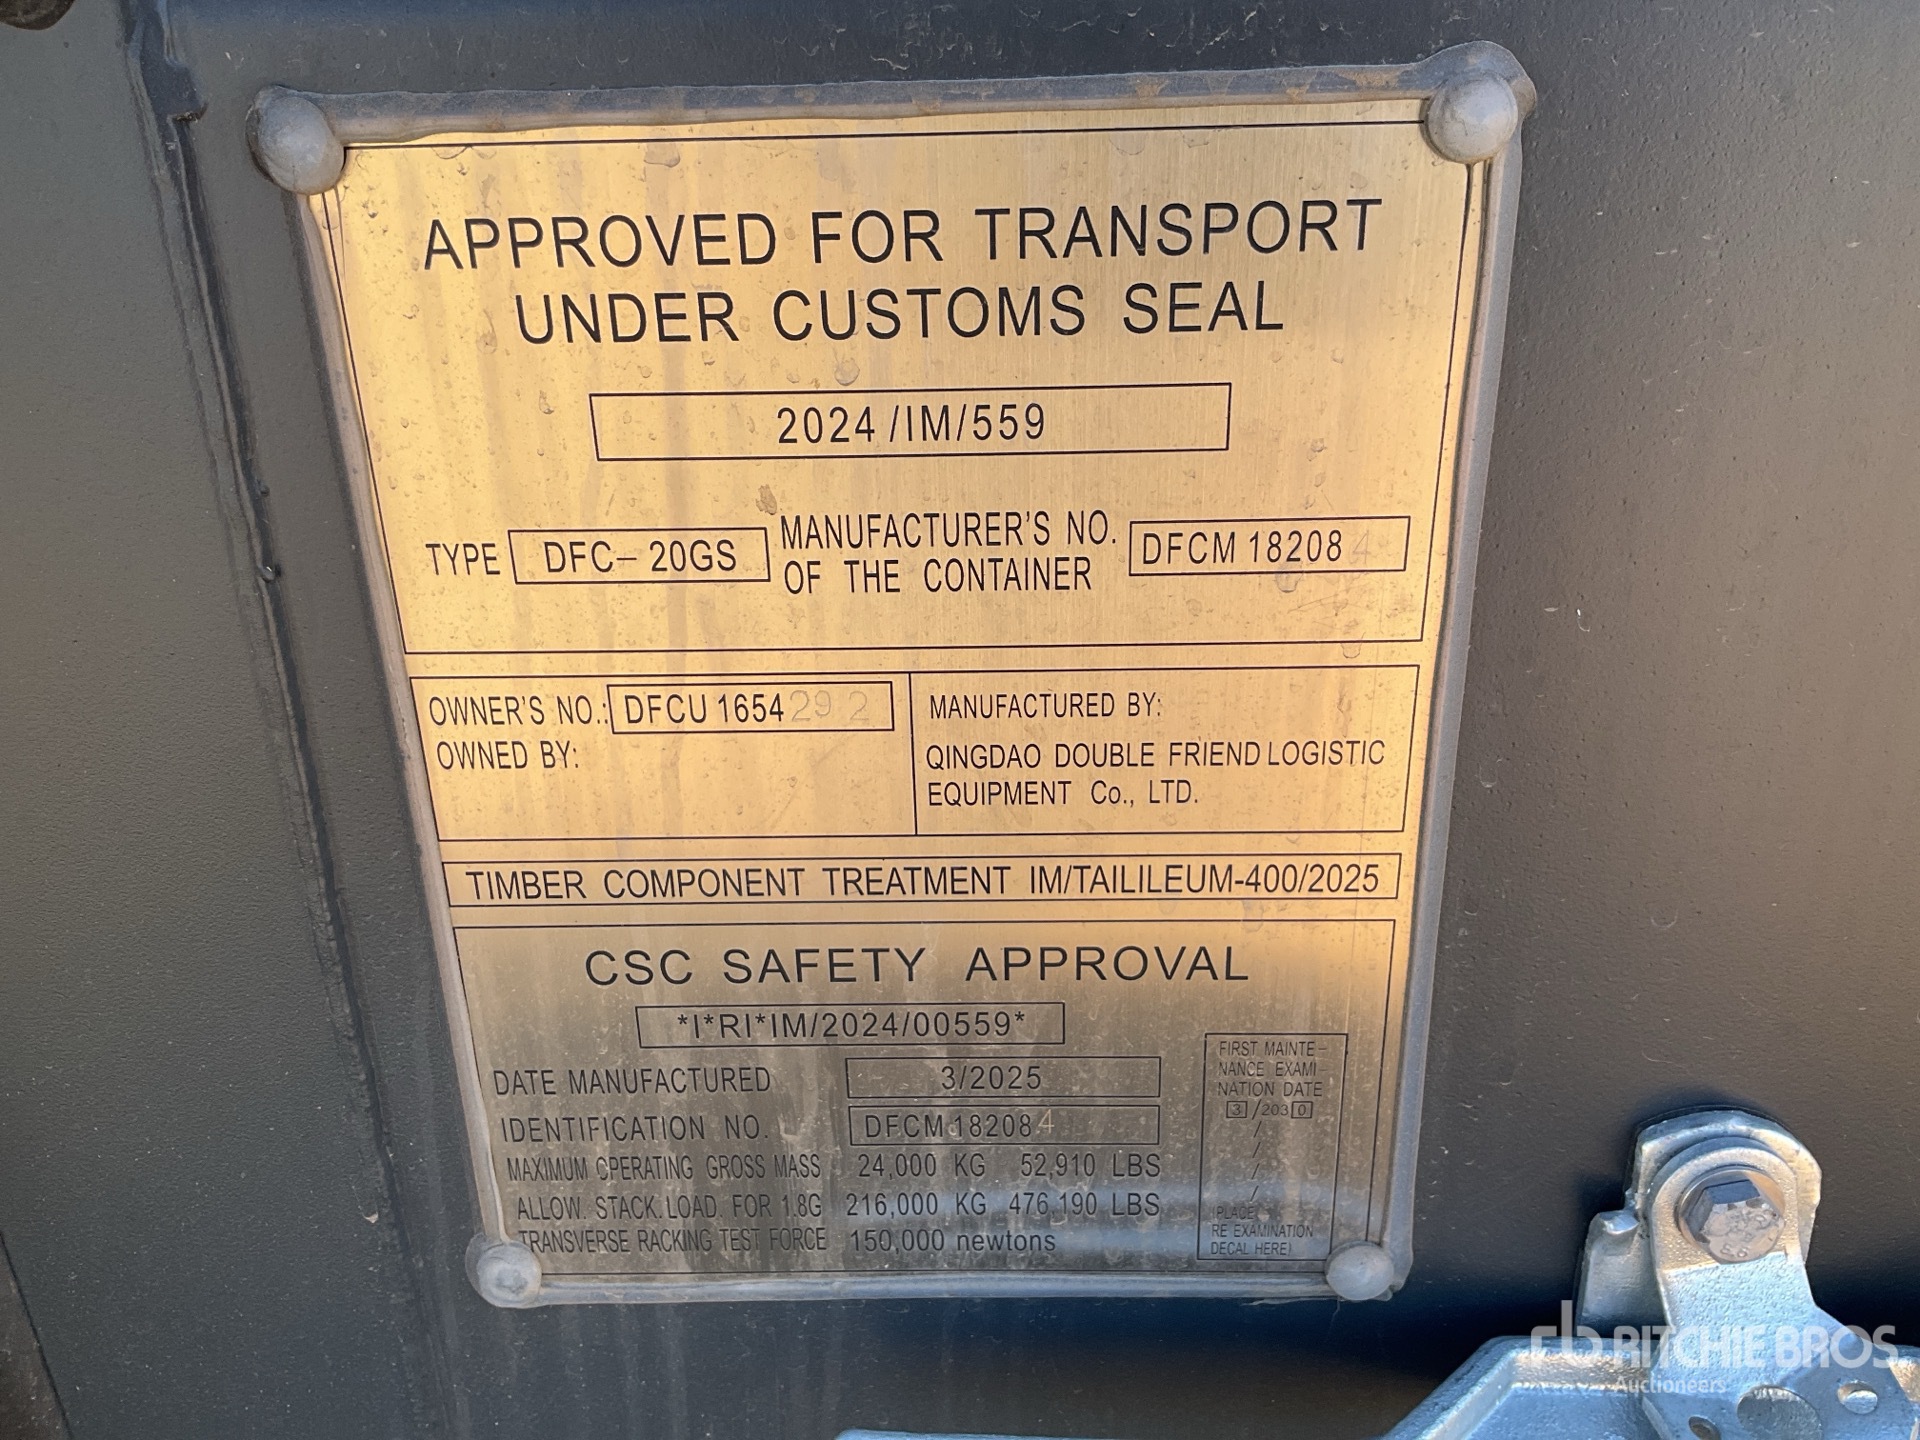 APPROVED FOR TRANSPORT
UNDER CUSTOMS SEAL
2024/IM/559
TYPE DFC-20GS MANUFACTURER'S NO.
OF THE CONTAINER DFCM 182084
OWNER'S NO.: DFCU 1654292
OWNED BY:
MANUFACTURED BY:
QINGDAO DOUBLE FRIEND LOGISTIC
EQUIPMENT Co., LTD.
TIMBER COMPONENT TREATMENT IM/TAILILEUM-400/2025
CSC SAFETY APPROVAL
*I*RI*IM/2024/00559*
DATE MANUFACTURED 3/2025
IDENTIFICATION NO. DFCM 182084
MAXIMUM OPERATING GROSS MASS 24,000 KG 52,910 LBS
ALLOW. STACK. LOAD. FOR 1.8G 216,000 KG 476,190 LBS
TRANSVERSE RACKING TEST FORCE 150,000 newtons
FIRST MAINTE-
NANCE EXAMI-
NATION DATE
3/2030
/
/
/
/
(PLACE
RE EXAMINATION
DECAL HERE)
rb RITCHIE BROS.
Auctioneers